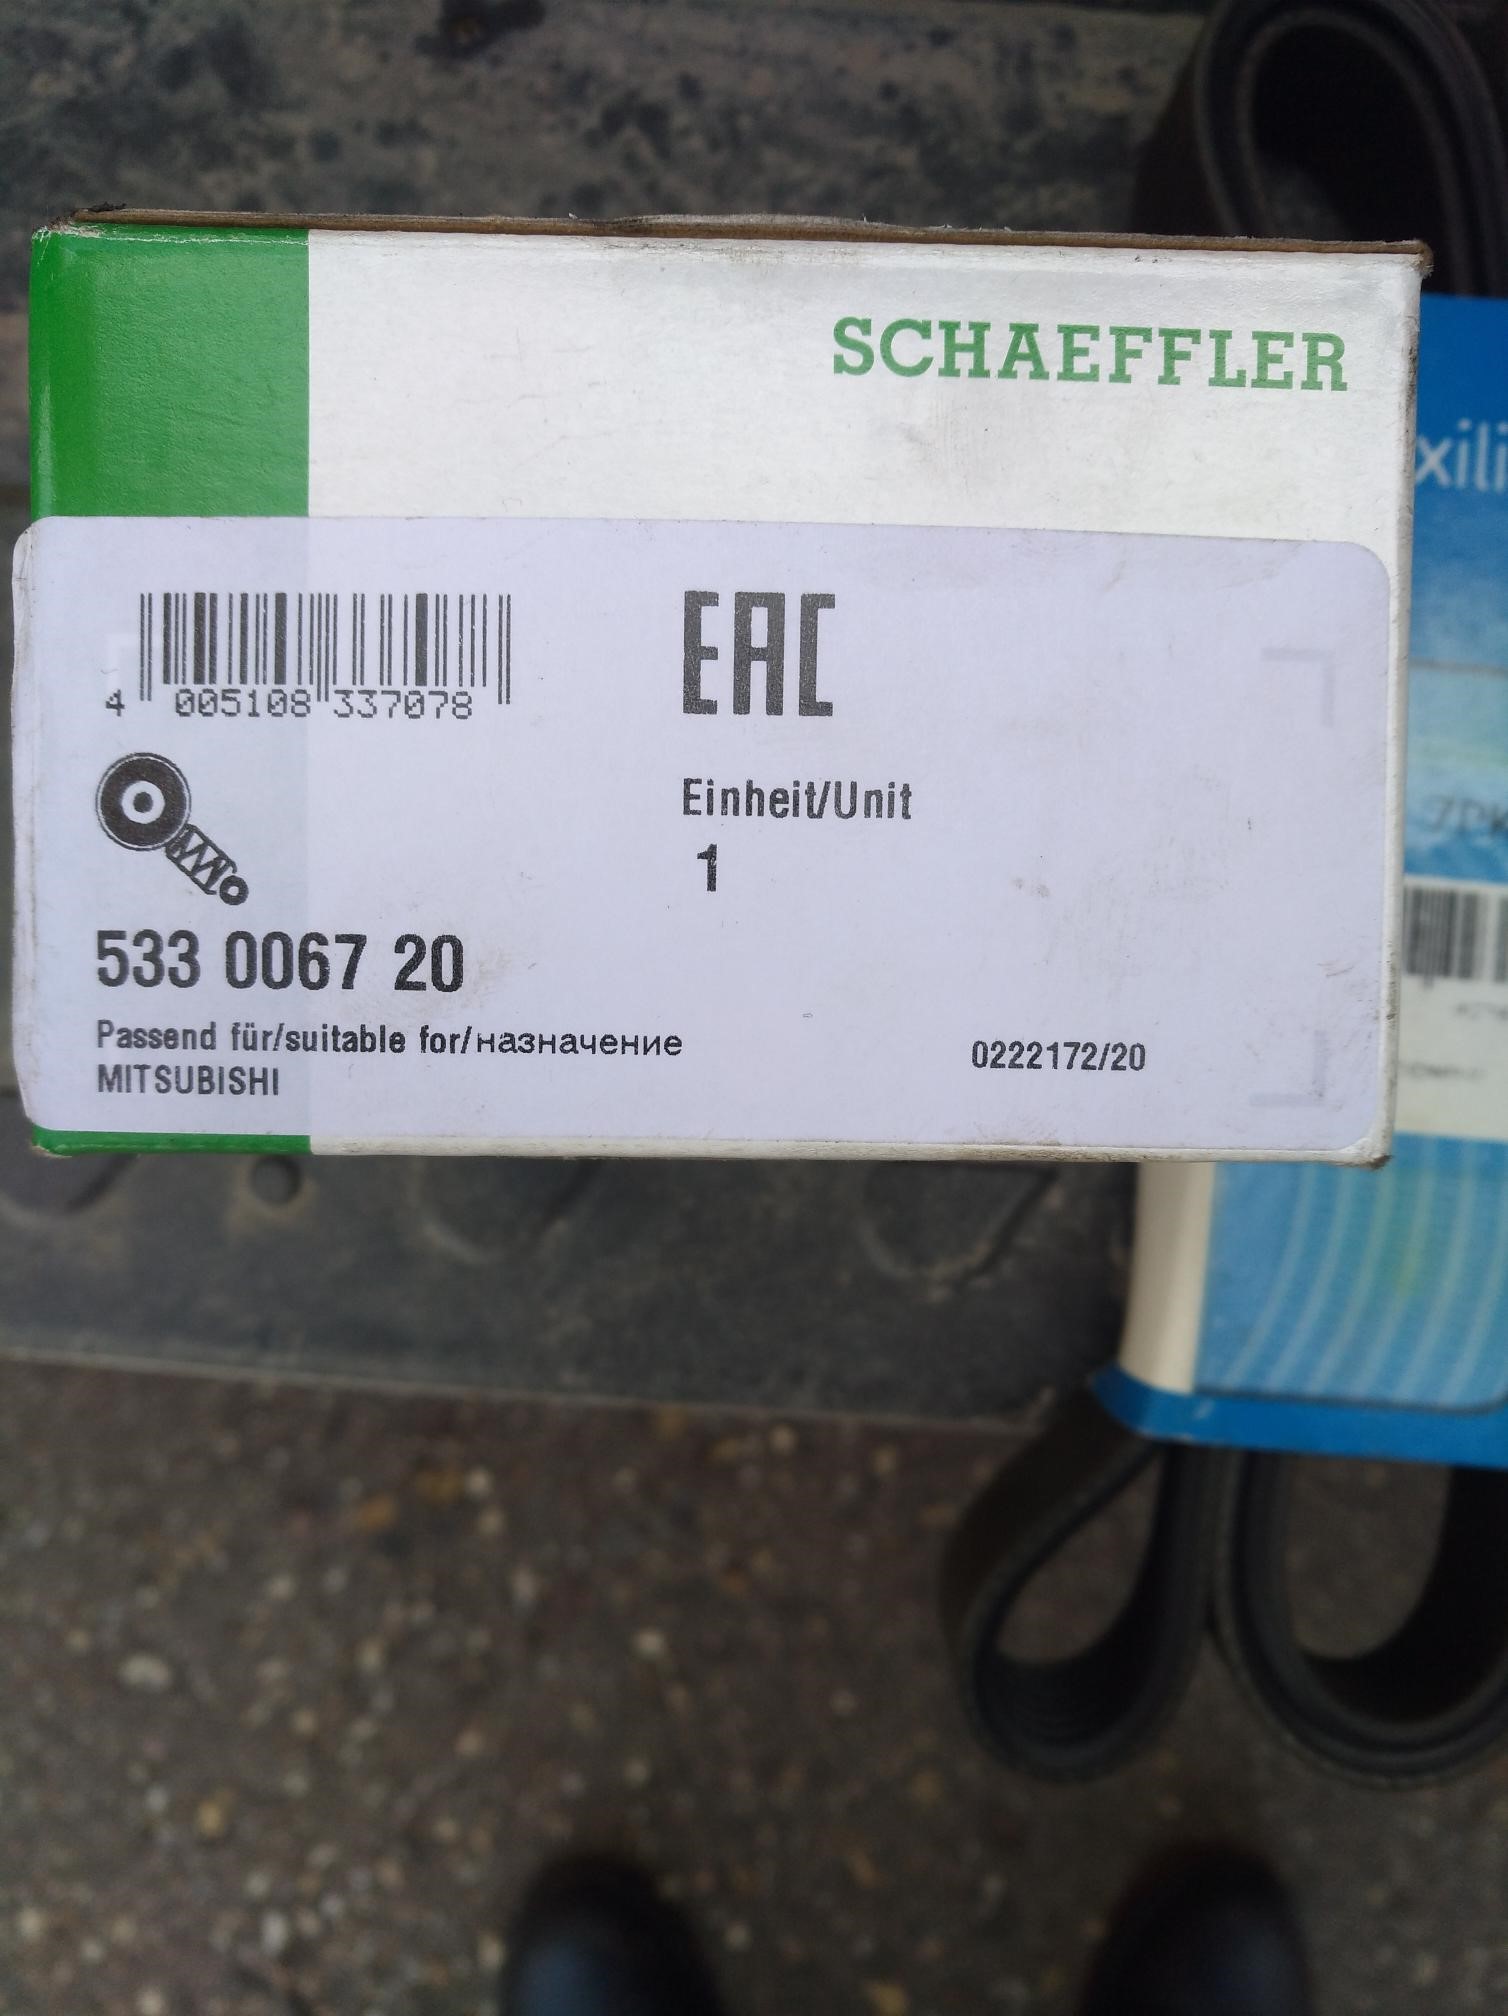 SCHAEFFLER
xili
4 005108 337078
EAC
Einheit/Unit
1
533 0067 20
Passend für/suitable for/назначение
MITSUBISHI
0222172/20